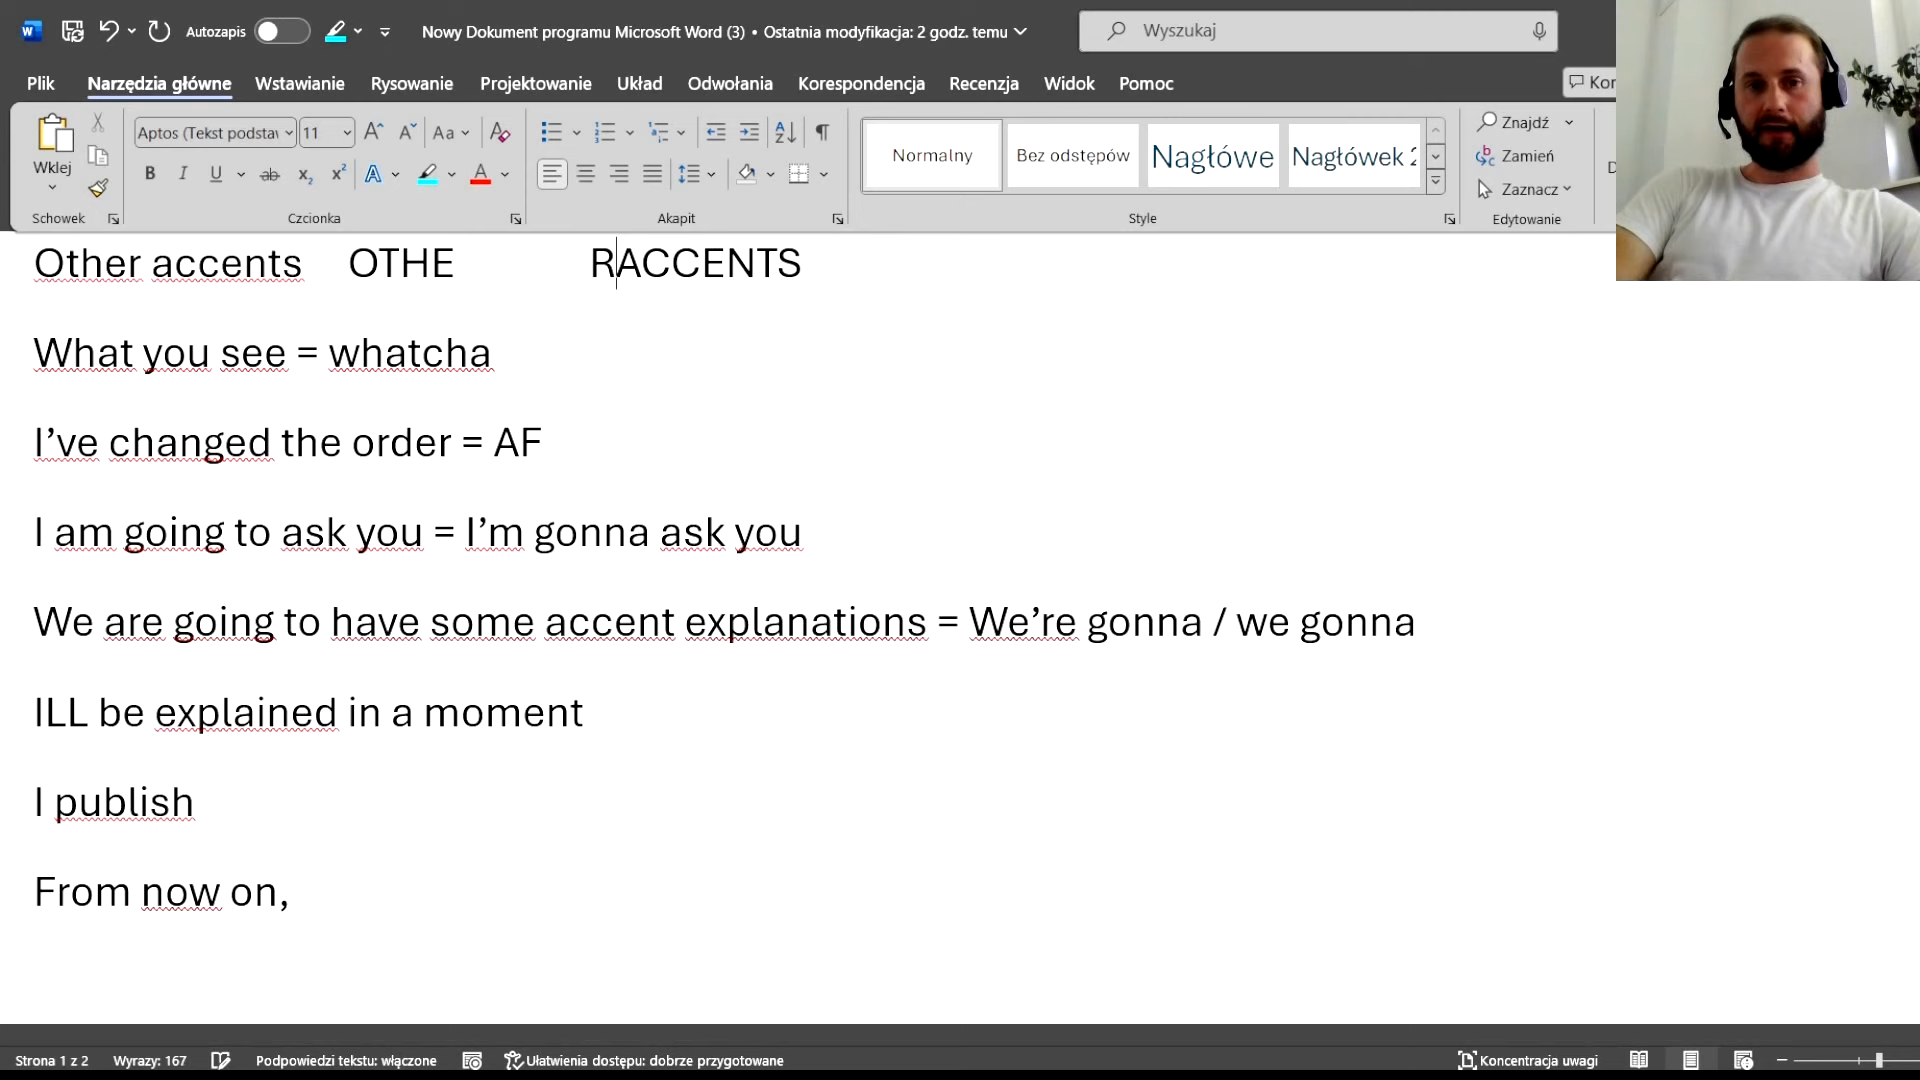 W Autozapis Nowy Dokument programu Microsoft Word (3) • Ostatnia modyfikacja: 2 godz. temu Wyszukaj
Plik Narzędzia główne Wstawianie Rysowanie Projektowanie Układ Odwołania Korespondencja Recenzja Widok Pomoc
Wklej
Schowek
Aptos (Tekst podstaw 11 Aa
Czcionka
Akapit
Normalny Bez odstępów Nagłówe Nagłówek 2
Style
Znajdź
Zamień
Zaznacz
Edytowanie
Other accents OTHE RACCENTS
What you see = whatcha
I’ve changed the order = AF
I am going to ask you = I’m gonna ask you
We are going to have some accent explanations = We’re gonna / we gonna
ILL be explained in a moment
I publish
From now on,
Strona 1 z 2 Wyrazy: 167 Podpowiedzi tekstu: włączone Ułatwienia dostępu: dobrze przygotowane Koncentracja uwagi